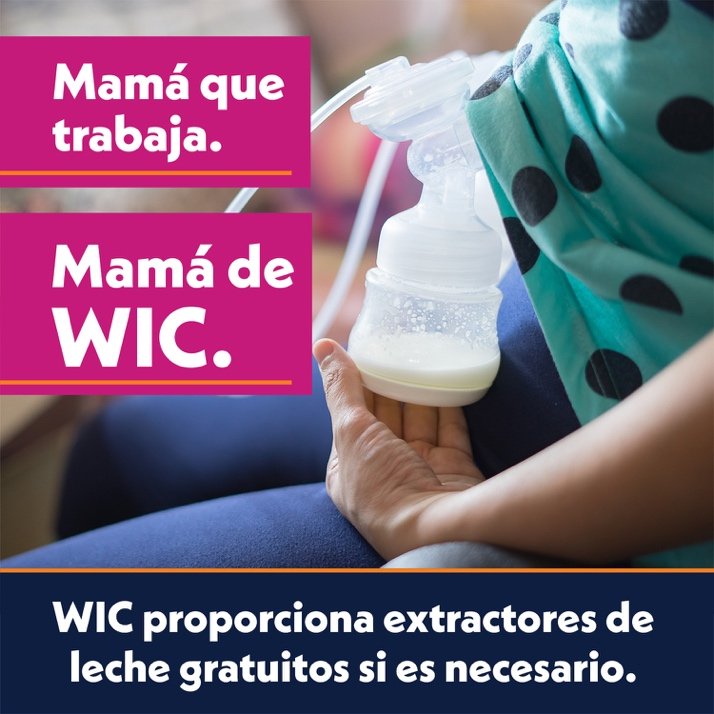 Mamá que
trabaja.
Mamá de
WIC.
WIC proporciona extractores de
leche gratuitos si es necesario.